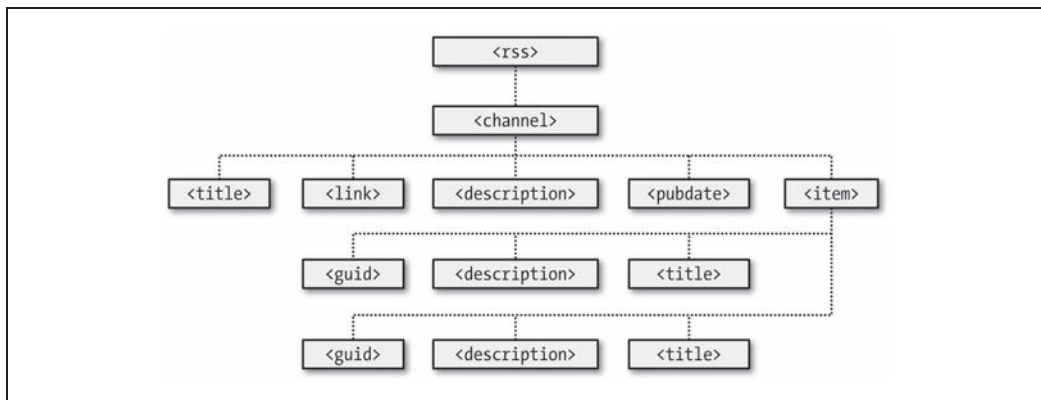 <rss>
<channel>
<title> <link> <description> <pubdate> <item>
<guid> <description> <title>
<guid> <description> <title>